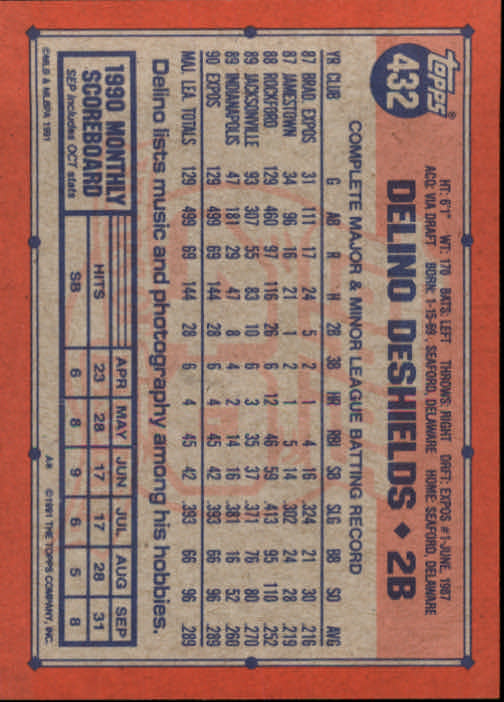 topps®
432
HT: 6'1" WT: 170 BATS: LEFT THROWS: RIGHT DRAFT: EXPOS #1-JUNE, 1987
ACQ: VIA DRAFT BORN: 1-15-69, SEAFORD, DELAWARE HOME: SEAFORD, DELAWARE
DELINO DESHIELDS ♦ 2B
COMPLETE MAJOR & MINOR LEAGUE BATTING RECORD
YR CLUB G AB R H 2B 3B HR RBI SB SLG BB SO AVG
87 BRAD. EXPOS 31 111 17 24 5 2 1 4 16 .324 21 30 .216
87 JAMESTOWN 34 96 16 21 1 2 1 5 14 .302 24 28 .219
88 ROCKFORD 129 460 97 116 26 6 12 46 59 .413 95 110 .252
89 JACKSONVILLE 93 307 55 83 10 6 3 35 37 .371 76 80 .270
89 INDIANAPOLIS 47 181 29 47 8 4 2 14 16 .381 16 52 .260
90 EXPOS 129 499 69 144 28 6 4 45 42 .393 66 96 .289
MAJ. LEA. TOTALS 129 499 69 144 28 6 4 45 42 .393 66 96 .289
Delino lists music and photography among his hobbies.
1990 MONTHLY
SCOREBOARD
SEP includes OCT stats
APR MAY JUN JUL AUG SEP
HITS 23 28 17 17 28 31
SB 6 8 9 6 5 8
©MLB & MLBPA 1991
A* ©1991 THE TOPPS COMPANY, INC.